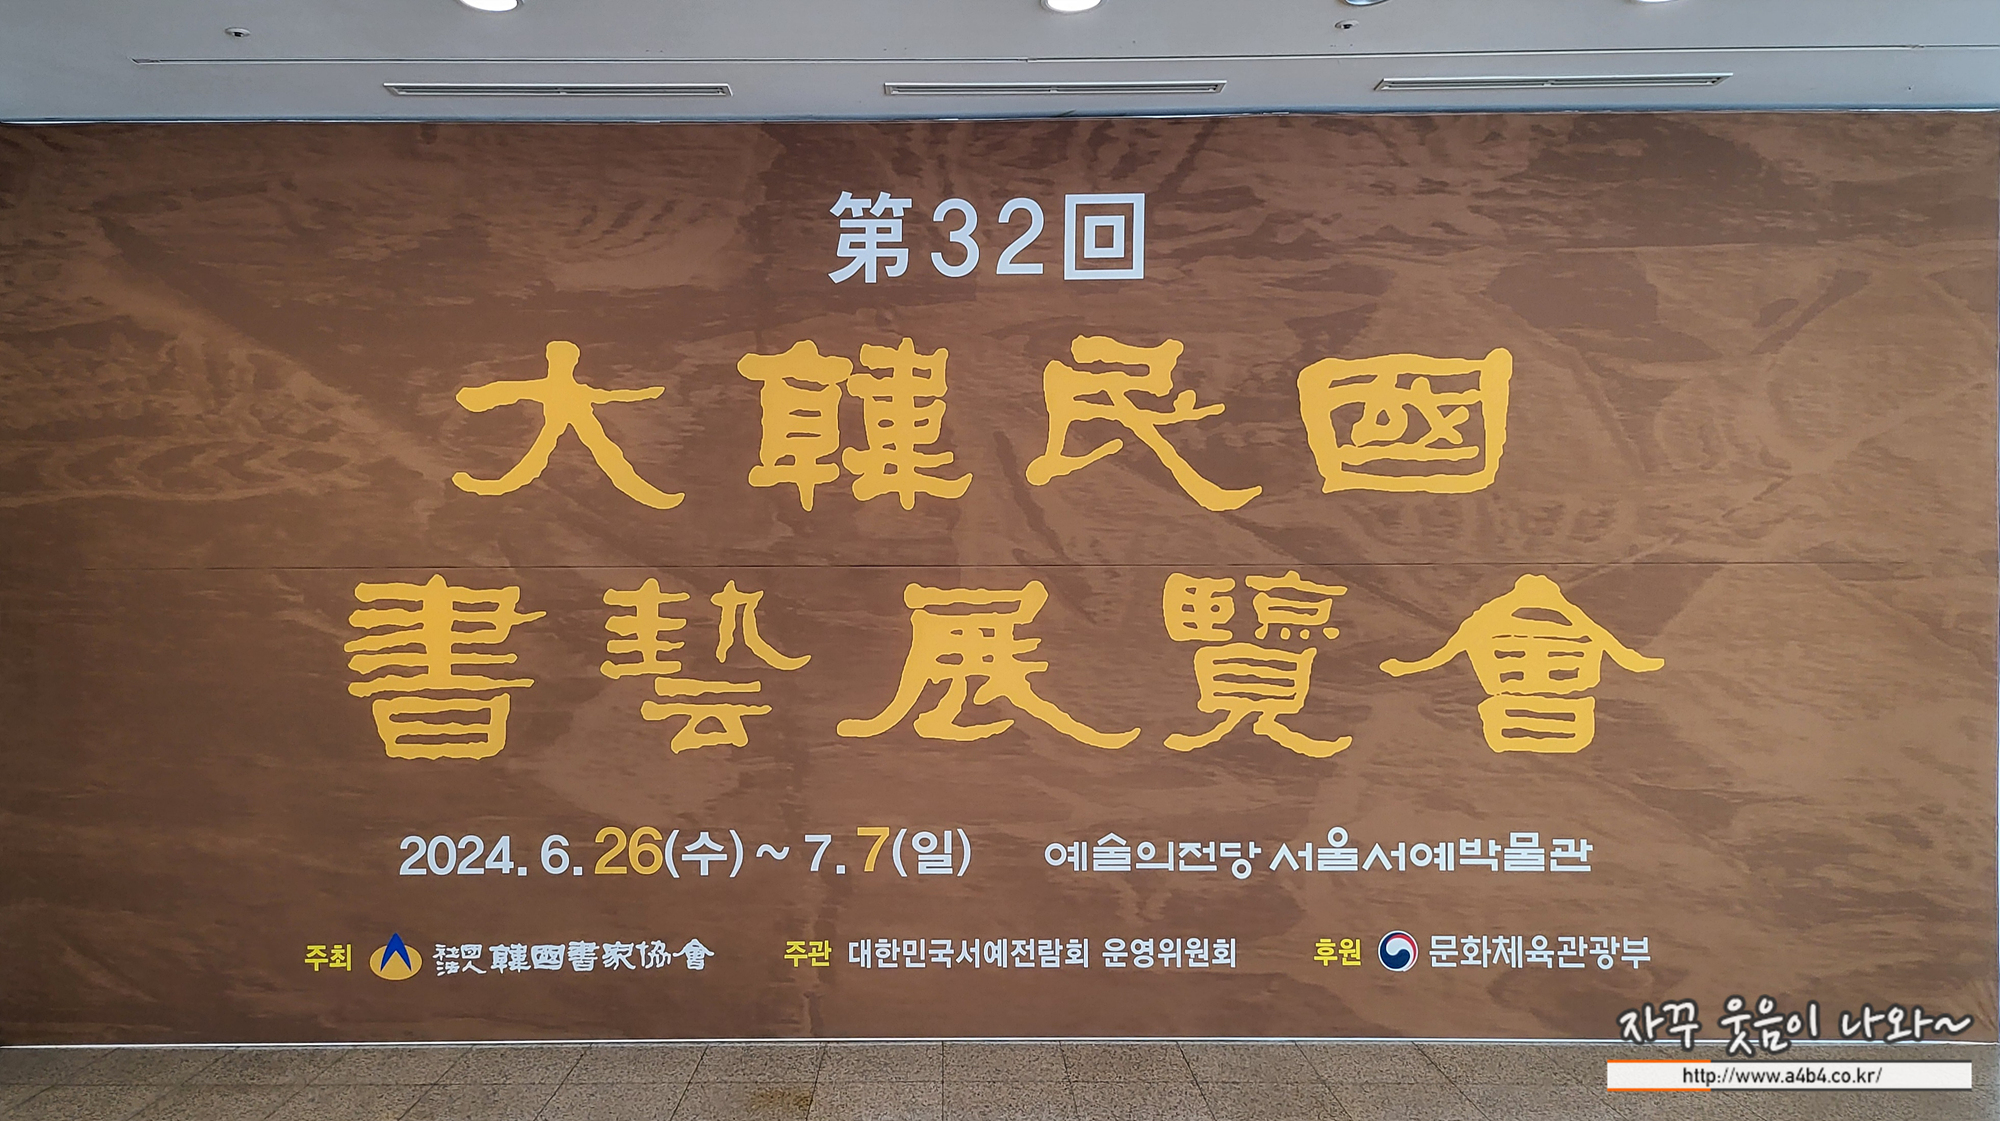 第32回
大韓民國
書藝展覽會
2024. 6. 26(수) ~ 7. 7(일) 예술의전당 서울서예박물관
주최 社團法人 韓國書家協會 주관 대한민국서예전람회 운영위원회 후원 문화체육관광부
자꾸 웃음이 나와~
http://www.a4b4.co.kr/